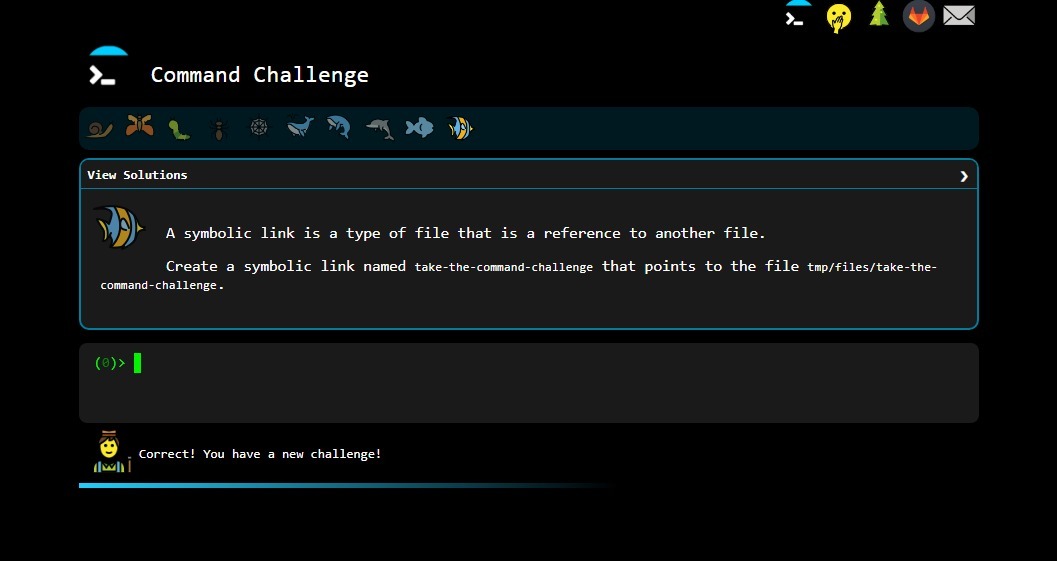 Command Challenge
View Solutions
A symbolic link is a type of file that is a reference to another file.
Create a symbolic link named take-the-command-challenge that points to the file tmp/files/take-the-
command-challenge.
(0)>
Correct! You have a new challenge!